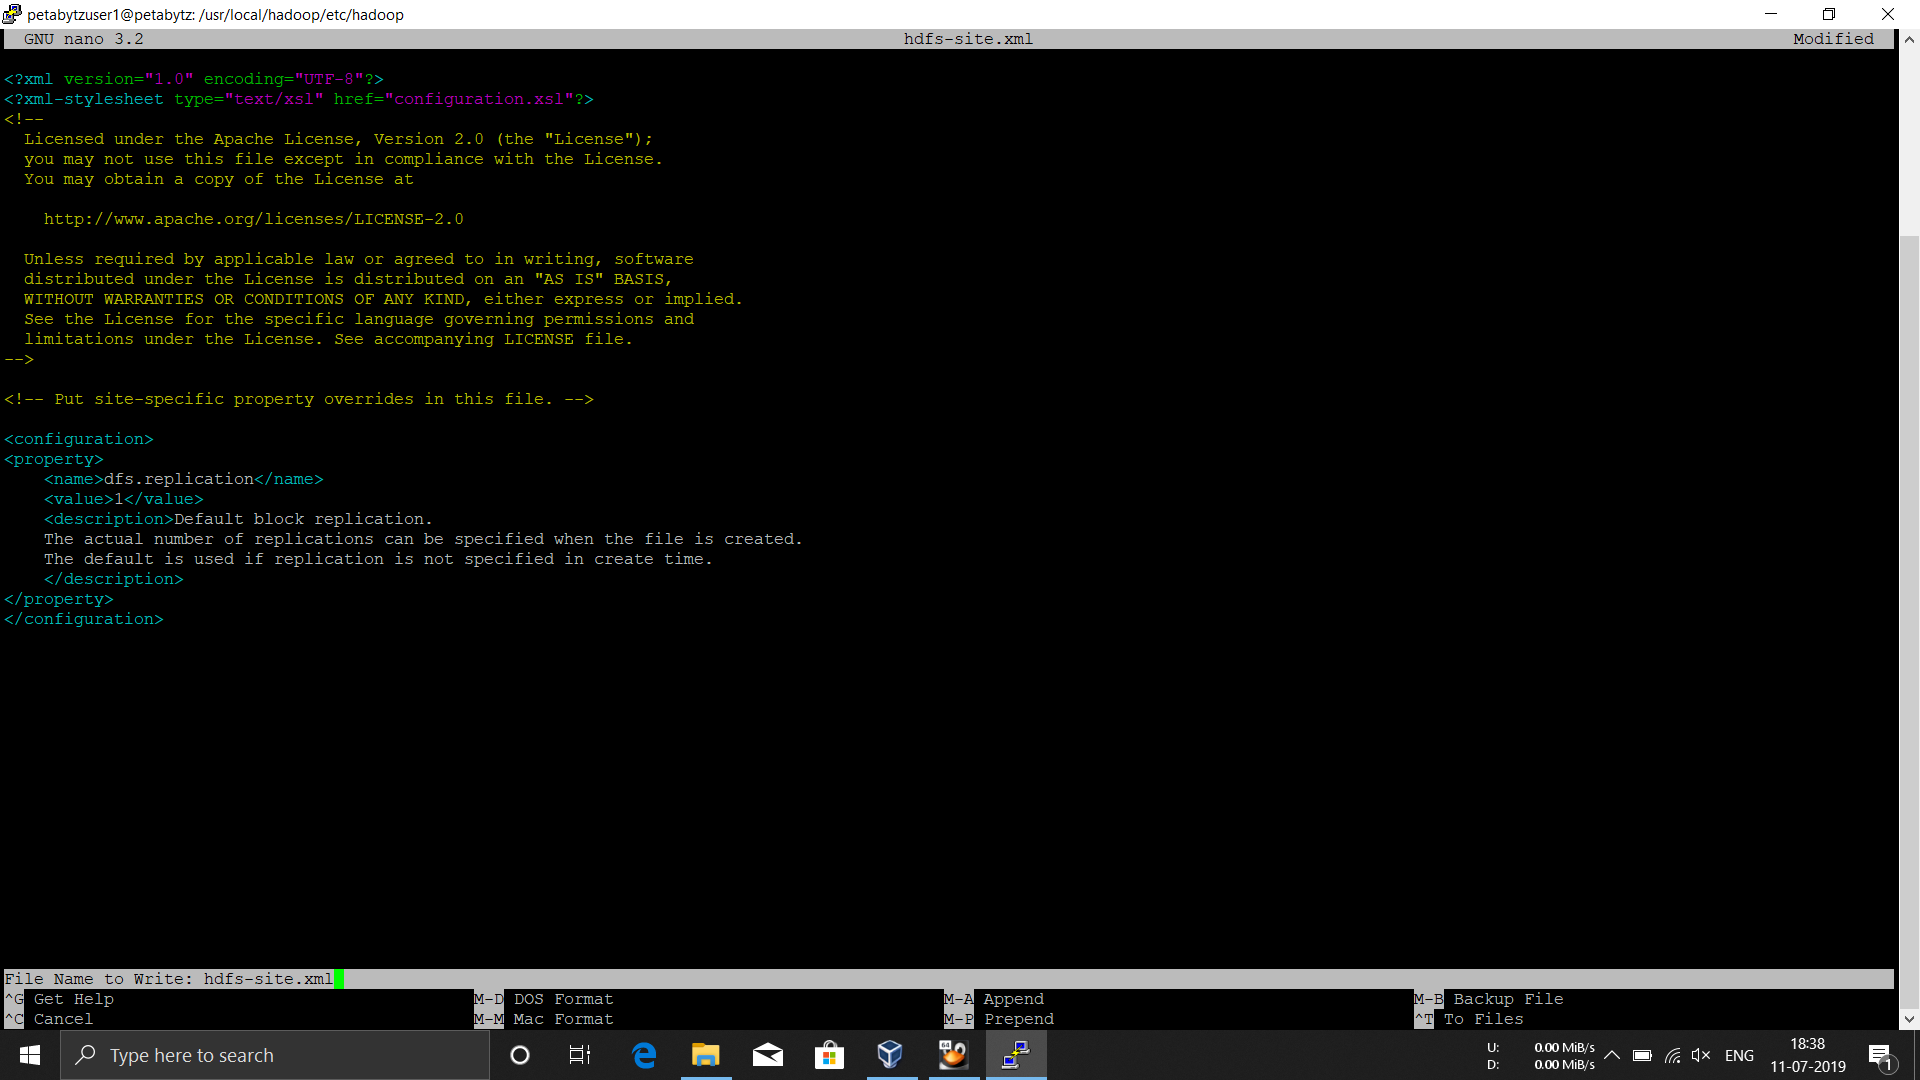 petabytzuser1@petabytz: /usr/local/hadoop/etc/hadoop
GNU nano 3.2 hdfs-site.xml Modified
<?xml version="1.0" encoding="UTF-8"?>
<?xml-stylesheet type="text/xsl" href="configuration.xsl"?>
<!--
  Licensed under the Apache License, Version 2.0 (the "License");
  you may not use this file except in compliance with the License.
  You may obtain a copy of the License at
    http://www.apache.org/licenses/LICENSE-2.0
  Unless required by applicable law or agreed to in writing, software
  distributed under the License is distributed on an "AS IS" BASIS,
  WITHOUT WARRANTIES OR CONDITIONS OF ANY KIND, either express or implied.
  See the License for the specific language governing permissions and
  limitations under the License. See accompanying LICENSE file.
-->
<!-- Put site-specific property overrides in this file. -->
<configuration>
<property>
    <name>dfs.replication</name>
    <value>1</value>
    <description>Default block replication.
    The actual number of replications can be specified when the file is created.
    The default is used if replication is not specified in create time.
    </description>
</property>
</configuration>
File Name to Write: hdfs-site.xml
^G Get Help M-D DOS Format M-A Append M-B Backup File
^C Cancel M-M Mac Format M-P Prepend ^T To Files
Type here to search
64
U: 0.00 MiB/s
D: 0.00 MiB/s
ENG
18:38
11-07-2019
1